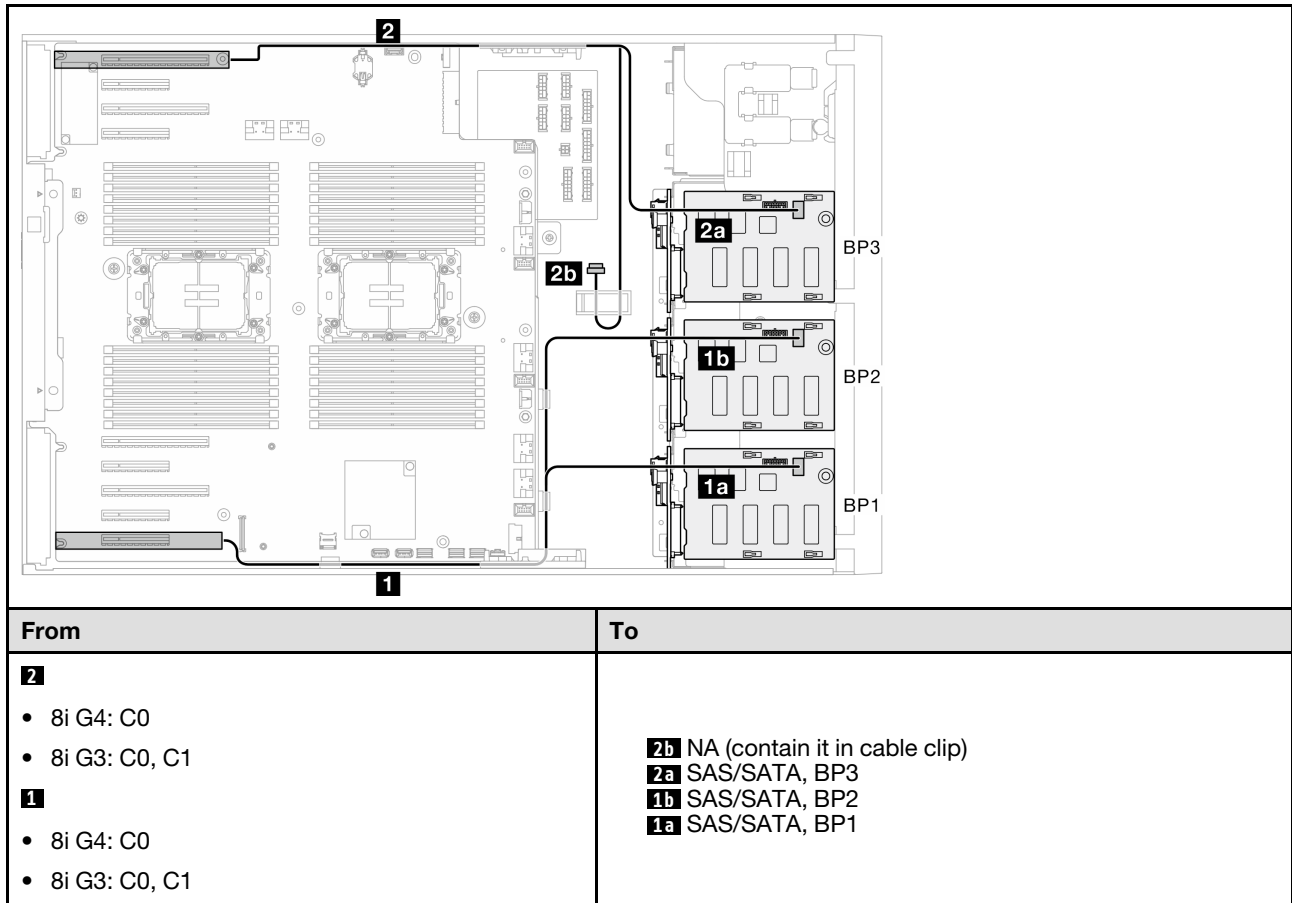 2
2a
BP3
2b
1b
BP2
1a
BP1
1
From
To
2
• 8i G4: C0
• 8i G3: C0, C1
1
• 8i G4: C0
• 8i G3: C0, C1
2b NA (contain it in cable clip)
2a SAS/SATA, BP3
1b SAS/SATA, BP2
1a SAS/SATA, BP1